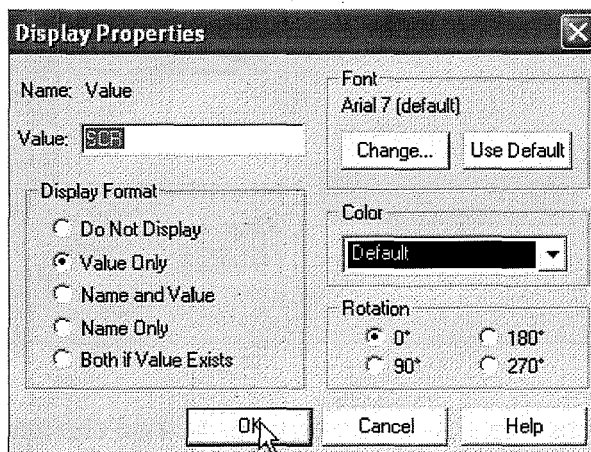 Display Properties
Name: Value
Value: SCR
Display Format
Do Not Display
Value Only
Name and Value
Name Only
Both if Value Exists
Font
Arial 7 (default)
Change...
Use Default
Color
Default
Rotation
0°
180°
90°
270°
OK
Cancel
Help